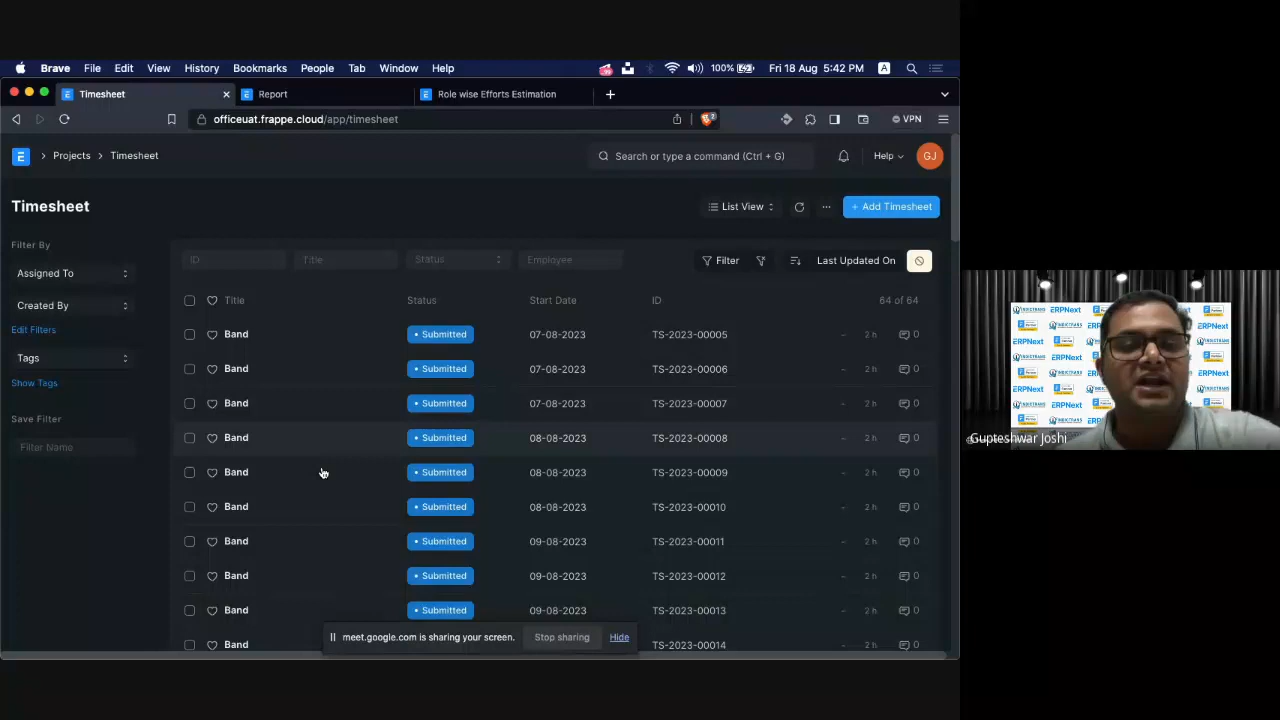 Brave File Edit View History Bookmarks People Tab Window Help 100% Fri 18 Aug 5:42 PM A
Timesheet Report Role wise Efforts Estimation
officeuat.frappe.cloud/app/timesheet 2 VPN
E Projects Timesheet Search or type a command (Ctrl + G) Help GJ
Timesheet List View + Add Timesheet
Filter By
Assigned To
Created By
Edit Filters
Tags
Show Tags
Save Filter
Filter Name
ID Title Status Employee Filter Last Updated On
Title Status Start Date ID 64 of 64
Band Submitted 07-08-2023 TS-2023-00005 - 2 h 0
Band Submitted 07-08-2023 TS-2023-00006 - 2 h 0
Band Submitted 07-08-2023 TS-2023-00007 - 2 h 0
Band Submitted 08-08-2023 TS-2023-00008 - 2 h 0
Band Submitted 08-08-2023 TS-2023-00009 - 2 h 0
Band Submitted 08-08-2023 TS-2023-00010 - 2 h 0
Band Submitted 09-08-2023 TS-2023-00011 - 2 h 0
Band Submitted 09-08-2023 TS-2023-00012 - 2 h 0
Band Submitted 09-08-2023 TS-2023-00013 - 2 h 0
Band TS-2023-00014 - 2 h 0
meet.google.com is sharing your screen. Stop sharing Hide
ERPNext
INDICTRANS
Gupteshwar Joshi